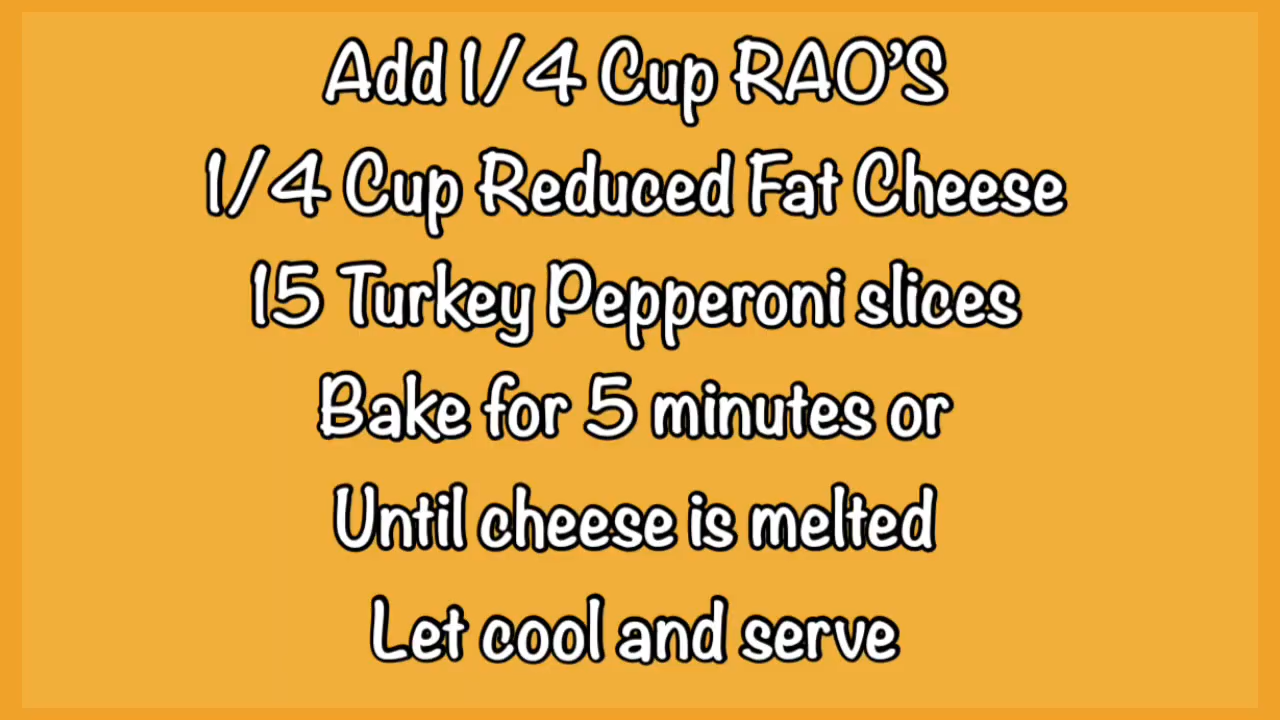 Add 1/4 Cup RAO'S
1/4 Cup Reduced Fat Cheese
15 Turkey Pepperoni slices
Bake for 5 minutes or
Until cheese is melted
Let cool and serve